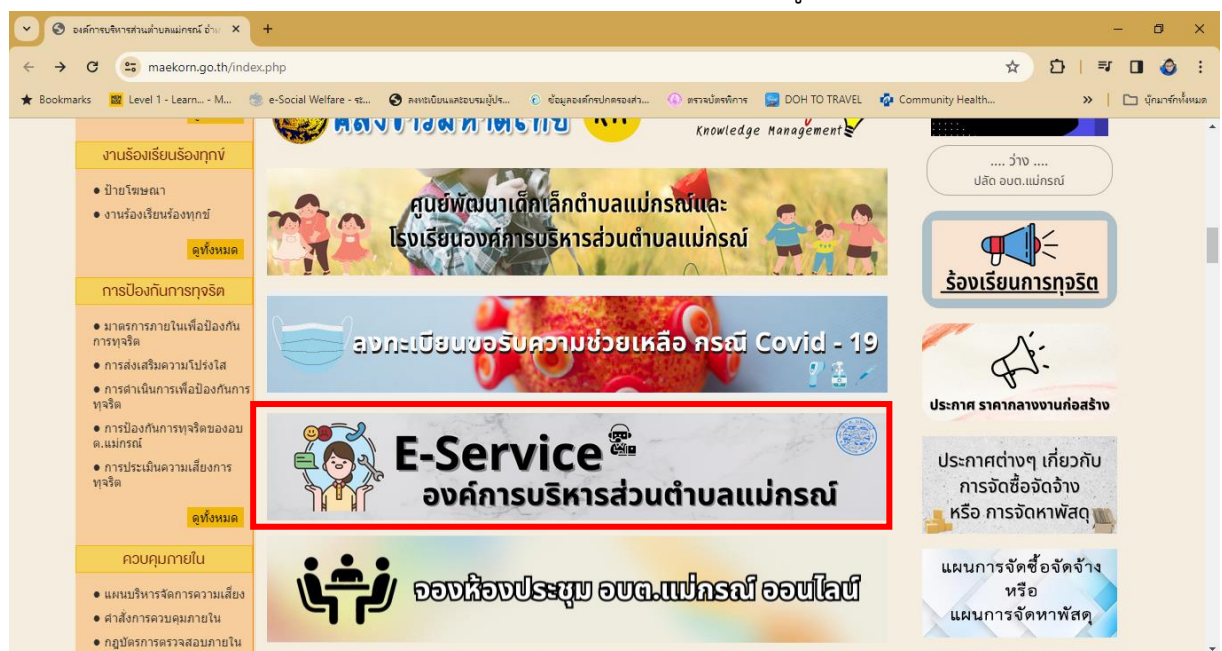 องค์การบริหารส่วนตำบลแม่กรณ์ อำเ
maekorn.go.th/index.php
Bookmarks
Level 1 - Learn... - M...
e-Social Welfare - ระ...
ลงทะเบียนและอบรมผู้ประ...
ข้อมูลองค์กรปกครองส่ว...
ตรวจบัตรพิการ
DOH TO TRAVEL
Community Health...
บุ๊กมาร์กทั้งหมด
งานร้องเรียนร้องทุกข์
● ป้ายโฆษณา
● งานร้องเรียนร้องทุกข์
ดูทั้งหมด
การป้องกันการทุจริต
● มาตรการภายในเพื่อป้องกัน
การทุจริต
● การส่งเสริมความโปร่งใส
● การดำเนินการเพื่อป้องกันการ
ทุจริต
● การป้องกันการทุจริตของอบ
ต.แม่กรณ์
● การประเมินความเสี่ยงการ
ทุจริต
ดูทั้งหมด
ควบคุมภายใน
● แผนบริหารจัดการความเสี่ยง
● คำสั่งการควบคุมภายใน
● กฎบัตรการตรวจสอบภายใน
Knowledge Management
ศูนย์พัฒนาเด็กเล็กตำบลแม่กรณ์และ
โรงเรียนองค์การบริหารส่วนตำบลแม่กรณ์
ลงทะเบียนขอรับความช่วยเหลือ กรณี Covid - 19
E-Service
องค์การบริหารส่วนตำบลแม่กรณ์
จองห้องประชุม อบต.แม่กรณ์ ออนไลน์
.... ว่าง ....
ปลัด อบต.แม่กรณ์
ร้องเรียนการทุจริต
ประกาศ ราคากลางงานก่อสร้าง
ประกาศต่างๆ เกี่ยวกับ
การจัดซื้อจัดจ้าง
หรือ การจัดหาพัสดุ
แผนการจัดซื้อจัดจ้าง
หรือ
แผนการจัดหาพัสดุ